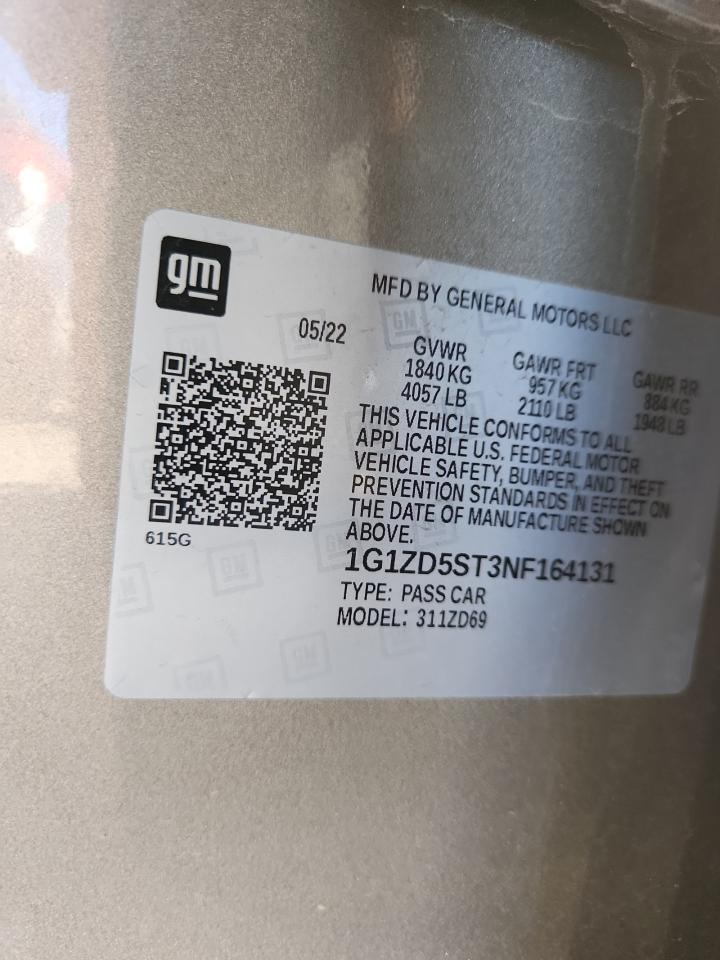 gm
MFD BY GENERAL MOTORS LLC
05/22
GVWR GAWR FRT GAWR RR
1840 KG 957 KG 884 KG
4057 LB 2110 LB 1948 LB
THIS VEHICLE CONFORMS TO ALL
APPLICABLE U.S. FEDERAL MOTOR
VEHICLE SAFETY, BUMPER, AND THEFT
PREVENTION STANDARDS IN EFFECT ON
THE DATE OF MANUFACTURE SHOWN
ABOVE.
615G
1G1ZD5ST3NF164131
TYPE: PASS CAR
MODEL: 311ZD69